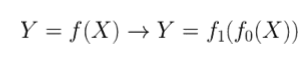 Y = f(X) → Y = f₁(f₀(X))